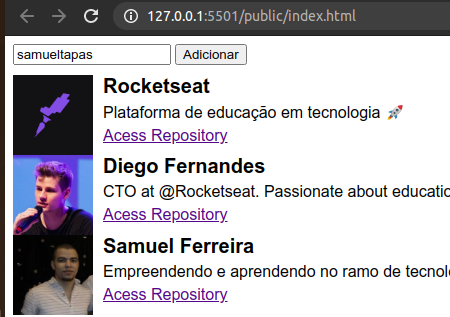 127.0.0.1:5501/public/index.html
samueltapas Adicionar
Rocketseat
Plataforma de educação em tecnologia 🚀
Acess Repository
Diego Fernandes
CTO at @Rocketseat. Passionate about educatio
Acess Repository
Samuel Ferreira
Empreendendo e aprendendo no ramo de tecnol
Acess Repository